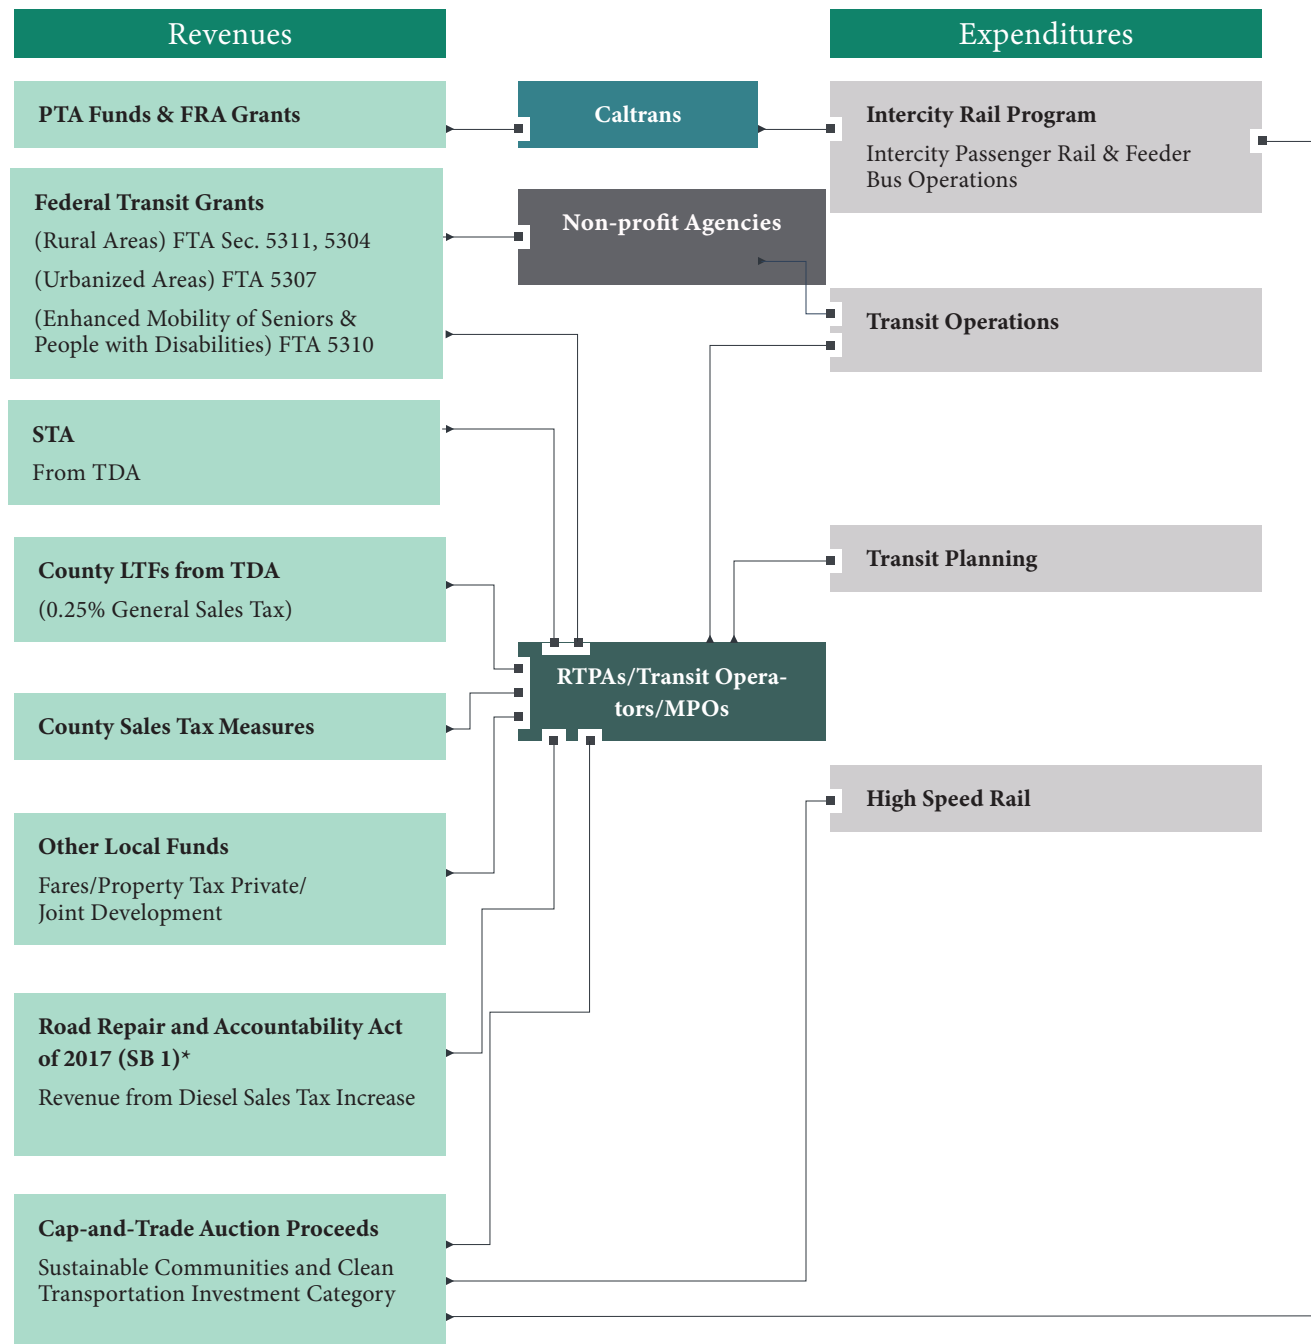 Revenues
PTA Funds & FRA Grants
Federal Transit Grants
(Rural Areas) FTA Sec. 5311, 5304
(Urbanized Areas) FTA 5307
(Enhanced Mobility of Seniors &
People with Disabilities) FTA 5310
STA
From TDA
County LTFs from TDA
(0.25% General Sales Tax)
County Sales Tax Measures
Other Local Funds
Fares/Property Tax Private/
Joint Development
Road Repair and Accountability Act
of 2017 (SB 1)*
Revenue from Diesel Sales Tax Increase
Cap-and-Trade Auction Proceeds
Sustainable Communities and Clean
Transportation Investment Category
Caltrans
Non-profit Agencies
RTPAs/Transit Opera-
tors/MPOs
Expenditures
Intercity Rail Program
Intercity Passenger Rail & Feeder
Bus Operations
Transit Operations
Transit Planning
High Speed Rail